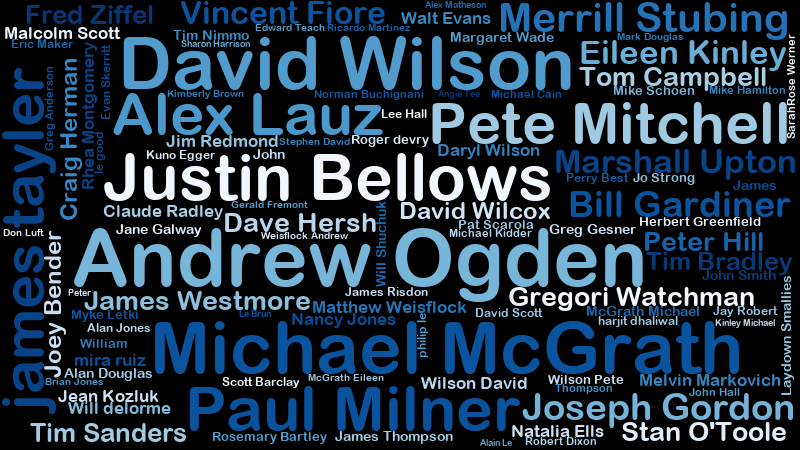 Fred Ziffel
Vincent Fiore
Alex Matheson
Walt Evans
Merrill Stubing
Malcolm Scott
Edward Teach
Ricardo Martinez
Eric Maker
Tim Nimmo
Sharon Harrison
Margaret Wade
Mark Douglas
David Wilson
Eileen Kinley
Tom Campbell
SarahRose Werner
Greg Anderson
Craig Herman
Rhea Montgomery
Evan Skerritt
le good
Kimberly Brown
Norman Buchignani
Angie Tee
Michael Cain
Mike Schoen
Mike Hamilton
Alex Lauz
Lee Hall
Pete Mitchell
james tayler
Jim Redmond
Stephen David
Roger devry
Daryl Wilson
Kuno Egger
John
Marshall Upton
Justin Bellows
Perry Best
Jo Strong
James
Claude Radley
Gerald Fremont
Will Shuchuk
David Wilcox
Bill Gardiner
Don Luft
Jane Galway
Dave Hersh
Pat Scarola
Greg Gesner
Herbert Greenfield
Weisflock Andrew
Michael Kidder
Peter Hill
Andrew Ogden
Tim Bradley
John Smith
Joey Bender
Peter
James Westmore
James Risdon
Gregori Watchman
Laydown Smallies
Myke Letki
Le Brun
Matthew Weisflock
Nancy Jones
David Scott
McGrath Michael
Jay Robert
Alan Jones
philip lee
harjit dhaliwal
Kinley Michael
William
Michael McGrath
mira ruiz
Alan Douglas
Brian Jones
Scott Barclay
McGrath Eileen
Wilson David
Wilson Pete
Thompson
Melvin Markovich
Jean Kozluk
John Hall
Will delorme
Paul Milner
Joseph Gordon
Tim Sanders
Rosemary Bartley
James Thompson
Alain Le
Natalia Ells
Robert Dixon
Stan O'Toole